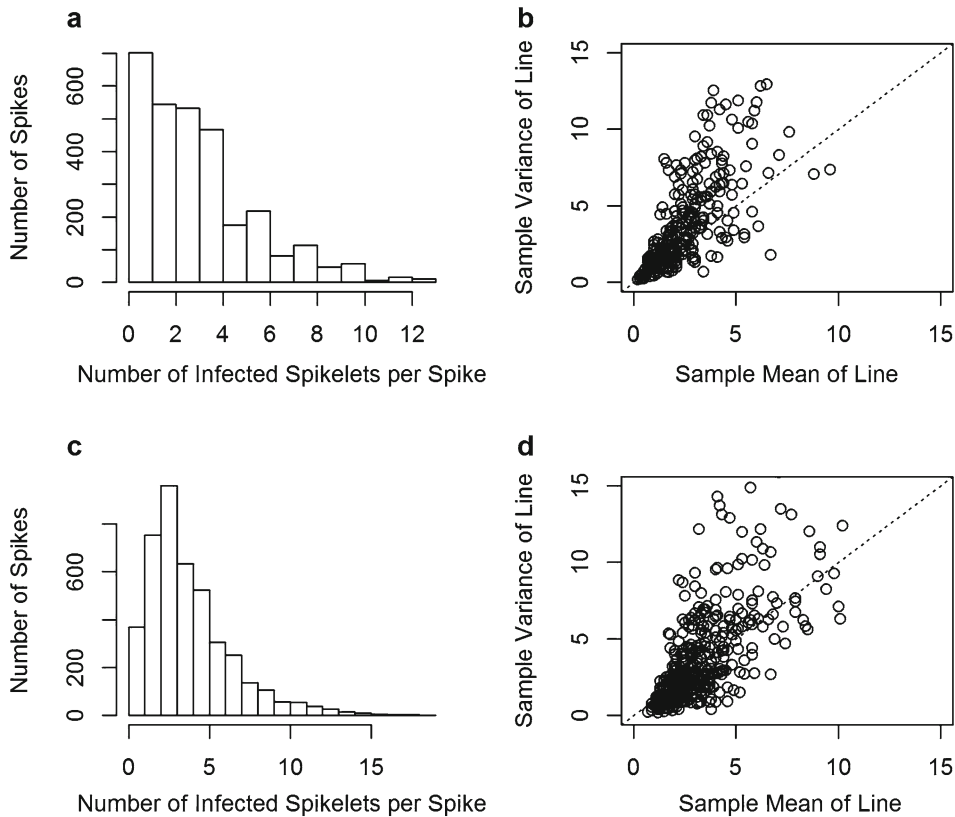 a
Number of Spikes
0 200 400 600
0 2 4 6 8 10 12
Number of Infected Spikelets per Spike
b
Sample Variance of Line
0 5 10 15
0 5 10 15
Sample Mean of Line
c
Number of Spikes
0 200 600
0 5 10 15
Number of Infected Spikelets per Spike
d
Sample Variance of Line
0 5 10 15
0 5 10 15
Sample Mean of Line